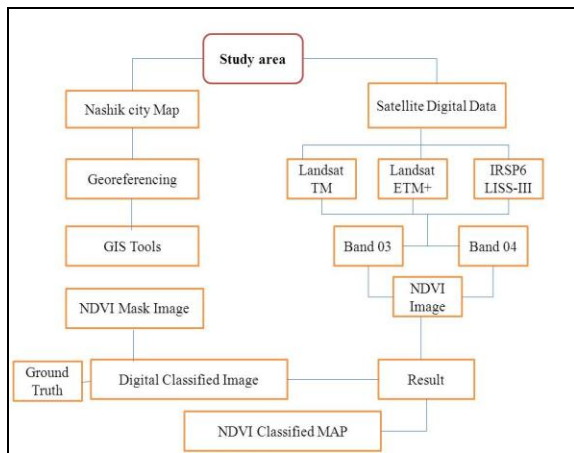 Study area
Nashik city Map
Satellite Digital Data
Georeferencing
Landsat
TM
Landsat
ETM+
IRSP6
LISS-III
GIS Tools
Band 03
Band 04
NDVI
Image
NDVI Mask Image
Ground
Truth
Digital Classified Image
Result
NDVI Classified MAP